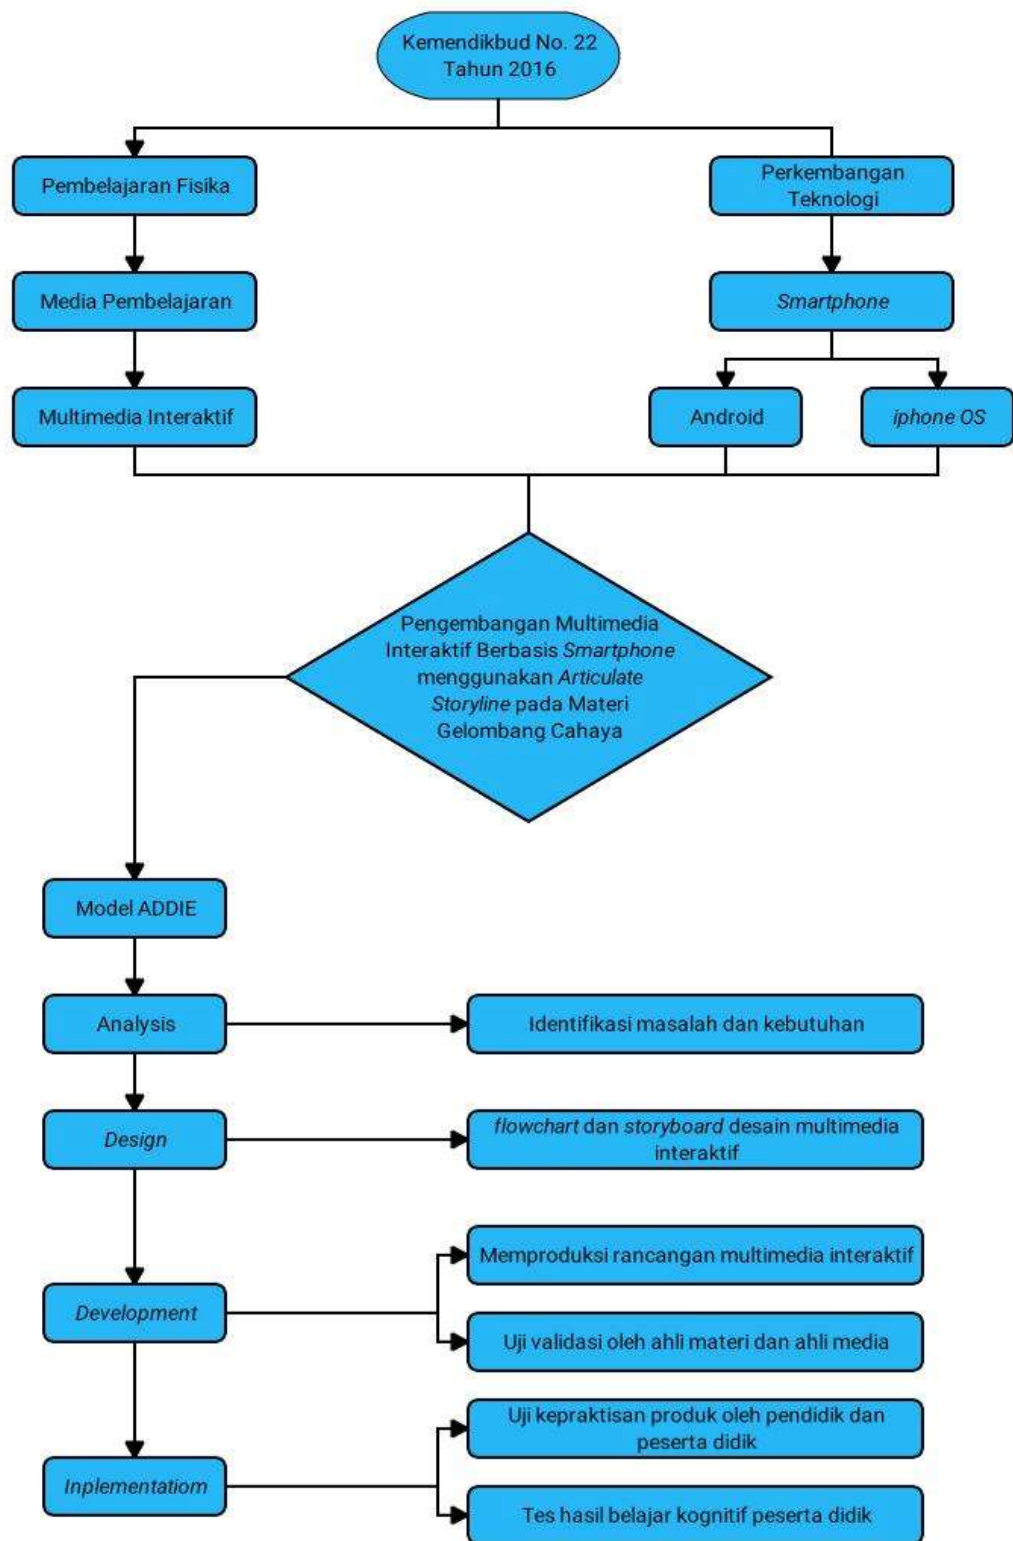 Kemendikbud No. 22
Tahun 2016
Pembelajaran Fisika
Perkembangan
Teknologi
Media Pembelajaran
Smartphone
Multimedia Interaktif
Android
iphone OS
Pengembangan Multimedia
Interaktif Berbasis Smartphone
menggunakan Articulate
Storyline pada Materi
Gelombang Cahaya
Model ADDIE
Analysis
Identifikasi masalah dan kebutuhan
Design
flowchart dan storyboard desain multimedia
interaktif
Memproduksi rancangan multimedia interaktif
Development
Uji validasi oleh ahli materi dan ahli media
Uji kepraktisan produk oleh pendidik dan
peserta didik
Inplementatiom
Tes hasil belajar kognitif peserta didik